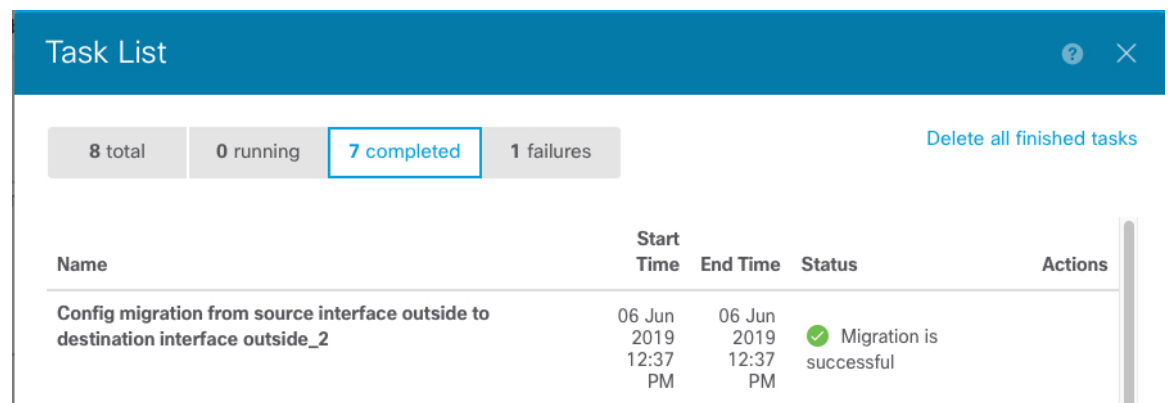 Task List
8 total
0 running
7 completed
1 failures
Delete all finished tasks
Name
Start
Time
End Time
Status
Actions
Config migration from source interface outside to
destination interface outside_2
06 Jun
2019
12:37
PM
06 Jun
2019
12:37
PM
Migration is
successful